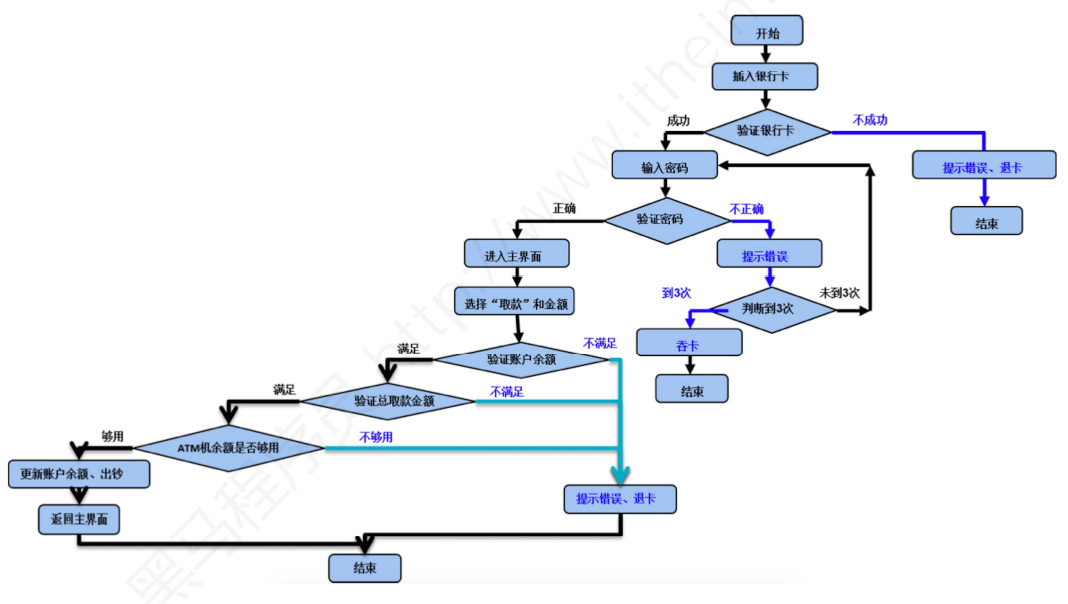 开始
插入银行卡
验证银行卡
成功
不成功
输入密码
提示错误、退卡
结束
验证密码
正确
不正确
进入主界面
提示错误
选择“取款”和金额
到3次
判断到3次
未到3次
吞卡
结束
验证账户余额
满足
不满足
验证总取款金额
满足
不满足
ATM机余额是否够用
够用
不够用
更新账户余额、出钞
提示错误、退卡
返回主界面
结束
黑马程序员-http://www.itheim